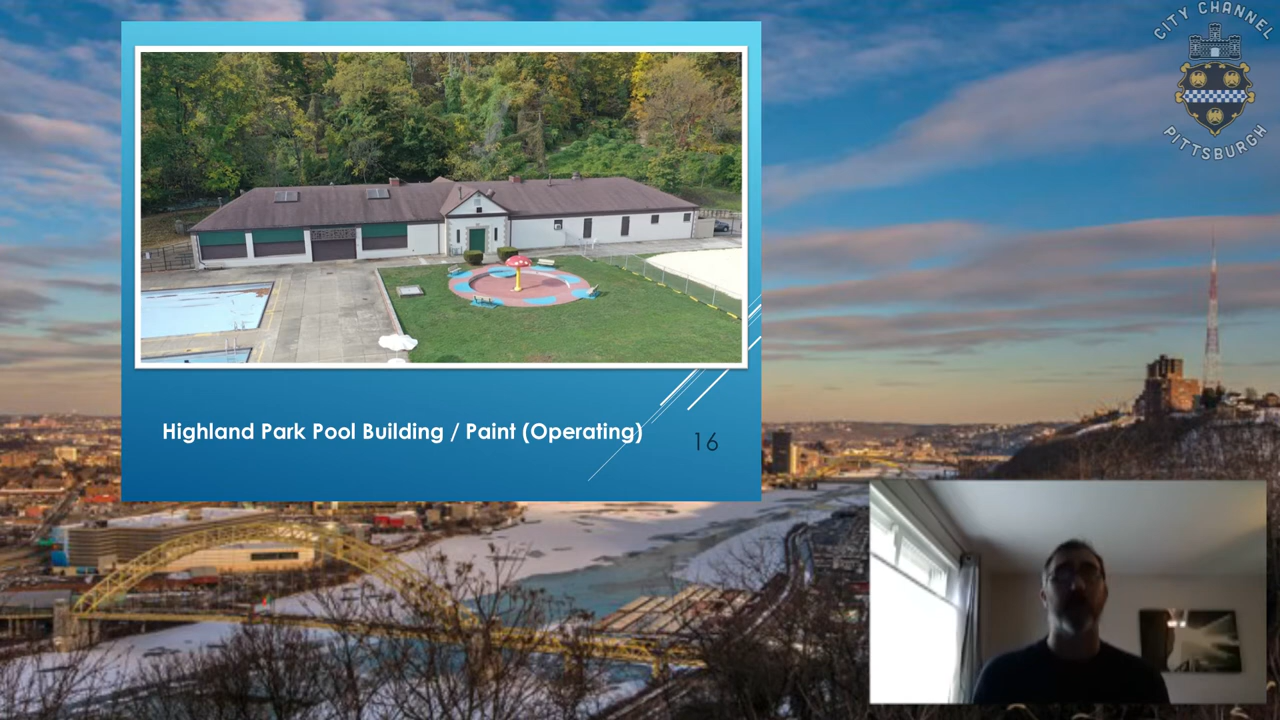 CITY CHANNEL
PITTSBURGH
Highland Park Pool Building / Paint (Operating)
16